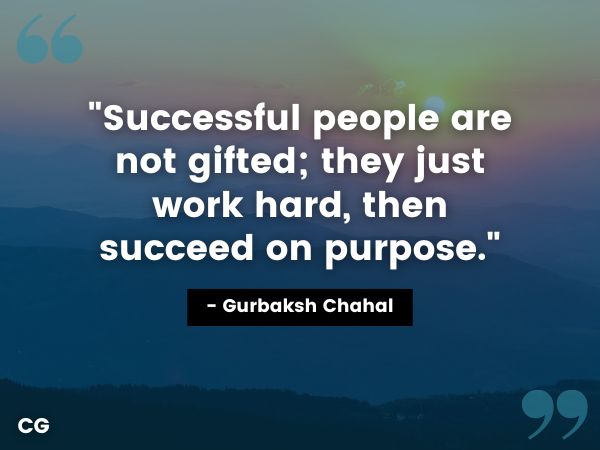 "Successful people are
not gifted; they just
work hard, then
succeed on purpose."
- Gurbaksh Chahal
CG